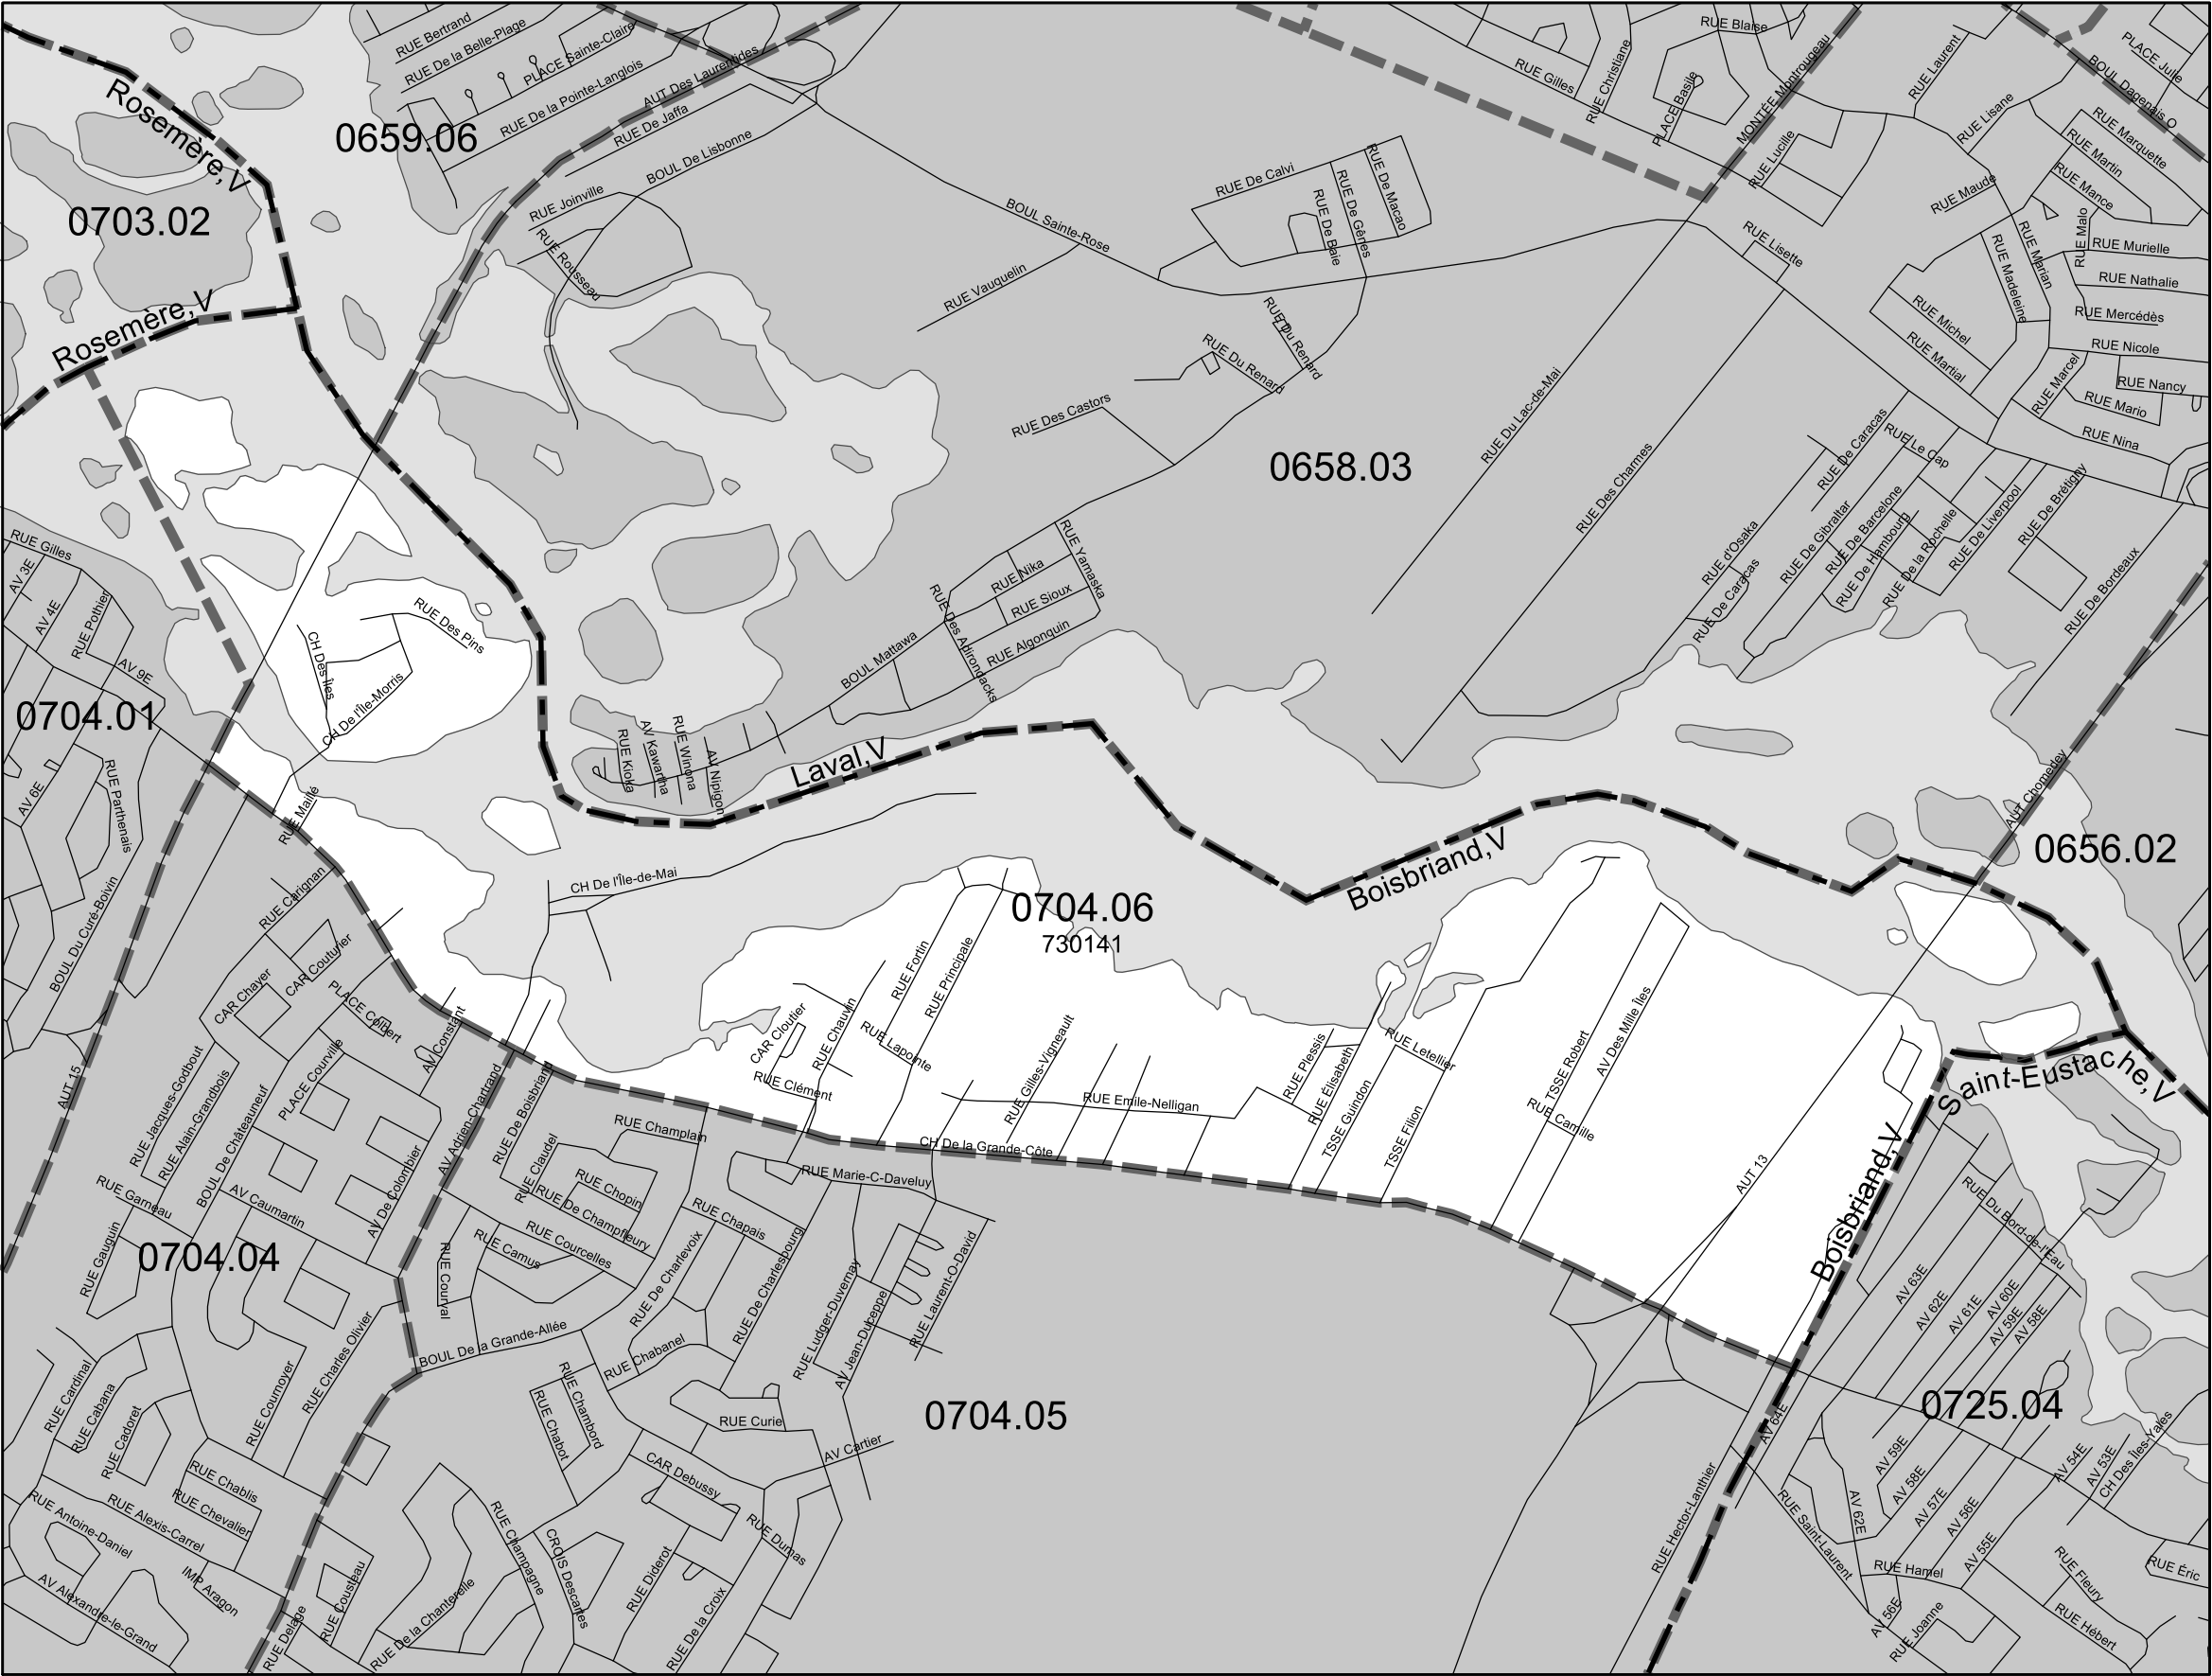 RUE Bertrand
RUE De la Belle-Plage
PLACE Sainte-Claire
RUE De la Pointe-Langlois
AUT Des Laurentides
RUE De Jaffa
BOUL De Lisbonne
RUE Joinville
RUE Rousseau
0659.06
Rosemère,V
0703.02
Rosemère,V
BOUL Sainte-Rose
RUE Vauquelin
RUE De Calvi
RUE De Macao
RUE De Gênes
RUE De Baie
RUE Du Renard
RUE Du Renard
RUE Des Castors
RUE Gilles
RUE Christiane
RUE Blaise
PLACE Basile
MONTÉE Montrougeau
RUE Lucille
RUE Laurent
RUE Lisane
PLACE Julie
BOUL Dagenais O
RUE Marquette
RUE Martin
RUE Mance
RUE Maude
RUE Malo
RUE Murielle
RUE Marian
RUE Madeleine
RUE Nathalie
RUE Mercédès
RUE Nicole
RUE Nancy
RUE Mario
RUE Marcel
RUE Nina
RUE Michel
RUE Martial
RUE Lisette
0658.03
RUE Du Lac-de-Mai
RUE Des Charmes
RUE De Caracas
RUE Le Cap
RUE d'Osaka
RUE De Caracas
RUE De Gibraltar
RUE De Barcelone
RUE De Hambourg
RUE De la Rochelle
RUE De Liverpool
RUE De Brétigny
RUE De Bordeaux
AUT Chomedey
0656.02
RUE Yamaska
RUE Nika
RUE Sioux
RUE Algonquin
RUE Des Adirondacks
BOUL Mattawa
RUE Kioka
AV Kawartha
RUE Winona
AV Nipigon
Laval,V
RUE Gilles
AV 3E
AV 4E
RUE Pothier
AV 9E
0704.01
AV 6E
RUE Parthenais
BOUL Du Curé-Boivin
AUT 15
RUE Des Pins
CH Des Îles
CH De l'Île-Morris
RUE Maillé
CH De l'Île-de-Mai
0704.06
730141
Boisbriand,V
Saint-Eustache,V
Boisbriand,V
RUE Carignan
CAR Couturier
CAR Chayer
PLACE Colbert
AV Constant
PLACE Courville
RUE Jacques-Godbout
RUE Alain-Grandbois
BOUL De Châteauneuf
RUE Garneau
AV Caumartin
RUE Gauguin
AV De Colombier
AV Adrien-Chartrand
0704.04
RUE De Boisbriand
RUE Claudel
RUE Champlain
RUE Chopin
RUE De Champfleury
RUE Courcelles
RUE Camus
RUE Courval
BOUL De la Grande-Allée
RUE Chapais
RUE De Charlevoix
RUE De Charlesbourg
RUE Chabanel
RUE Marie-C-Daveluy
RUE Ludger-Duvernay
AV Jean-Duceppe
RUE Laurent-O-David
CAR Cloutier
RUE Chauvin
RUE Clément
RUE Fortin
RUE Principale
RUE Lapointe
RUE Gilles-Vigneault
CH De la Grande-Côte
RUE Emile-Nelligan
RUE Plessis
RUE Élisabeth
TSSE Guindon
RUE Letellier
TSSE Filion
TSSE Robert
AV Des Mille Îles
RUE Camille
AUT 13
RUE Du Bord-de-l'Eau
AV 63E
AV 62E
AV 61E
AV 60E
AV 59E
AV 58E
0725.04
AV 64E
AV 59E
AV 58E
AV 57E
AV 56E
AV 55E
AV 54E
AV 53E
CH Des Îles-Yales
AV 62E
RUE Saint-Laurent
RUE Hamel
AV 56E
RUE Joanne
RUE Fleury
RUE Hébert
RUE Éric
RUE Hector-Lanthier
0704.05
RUE Curie
AV Cartier
CAR Debussy
RUE Dumas
RUE Diderot
RUE De la Croix
RUE Chambord
RUE Chabot
RUE Champagne
CROIS Descartes
RUE De la Chanterelle
RUE Cousteau
RUE Delage
RUE Charles Olivier
RUE Cournoyer
RUE Cardinal
RUE Cabana
RUE Cadoret
RUE Chablis
RUE Chevalier
RUE Alexis-Carrel
RUE Antoine-Daniel
IMP Aragon
AV Alexandre-le-Grand